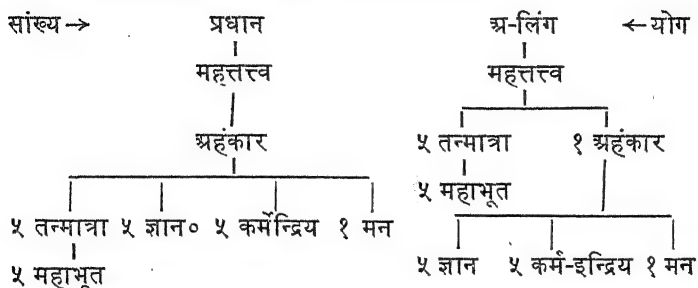 सांख्य → प्रधान अ-लिंग ← योग
महत्तत्त्व महत्तत्त्व
अहंकार ५ तन्मात्रा १ अहंकार
५ महाभूत
५ तन्मात्रा ५ ज्ञान० ५ कर्मेन्द्रिय १ मन
५ महाभूत ५ ज्ञान ५ कर्म-इन्द्रिय १ मन